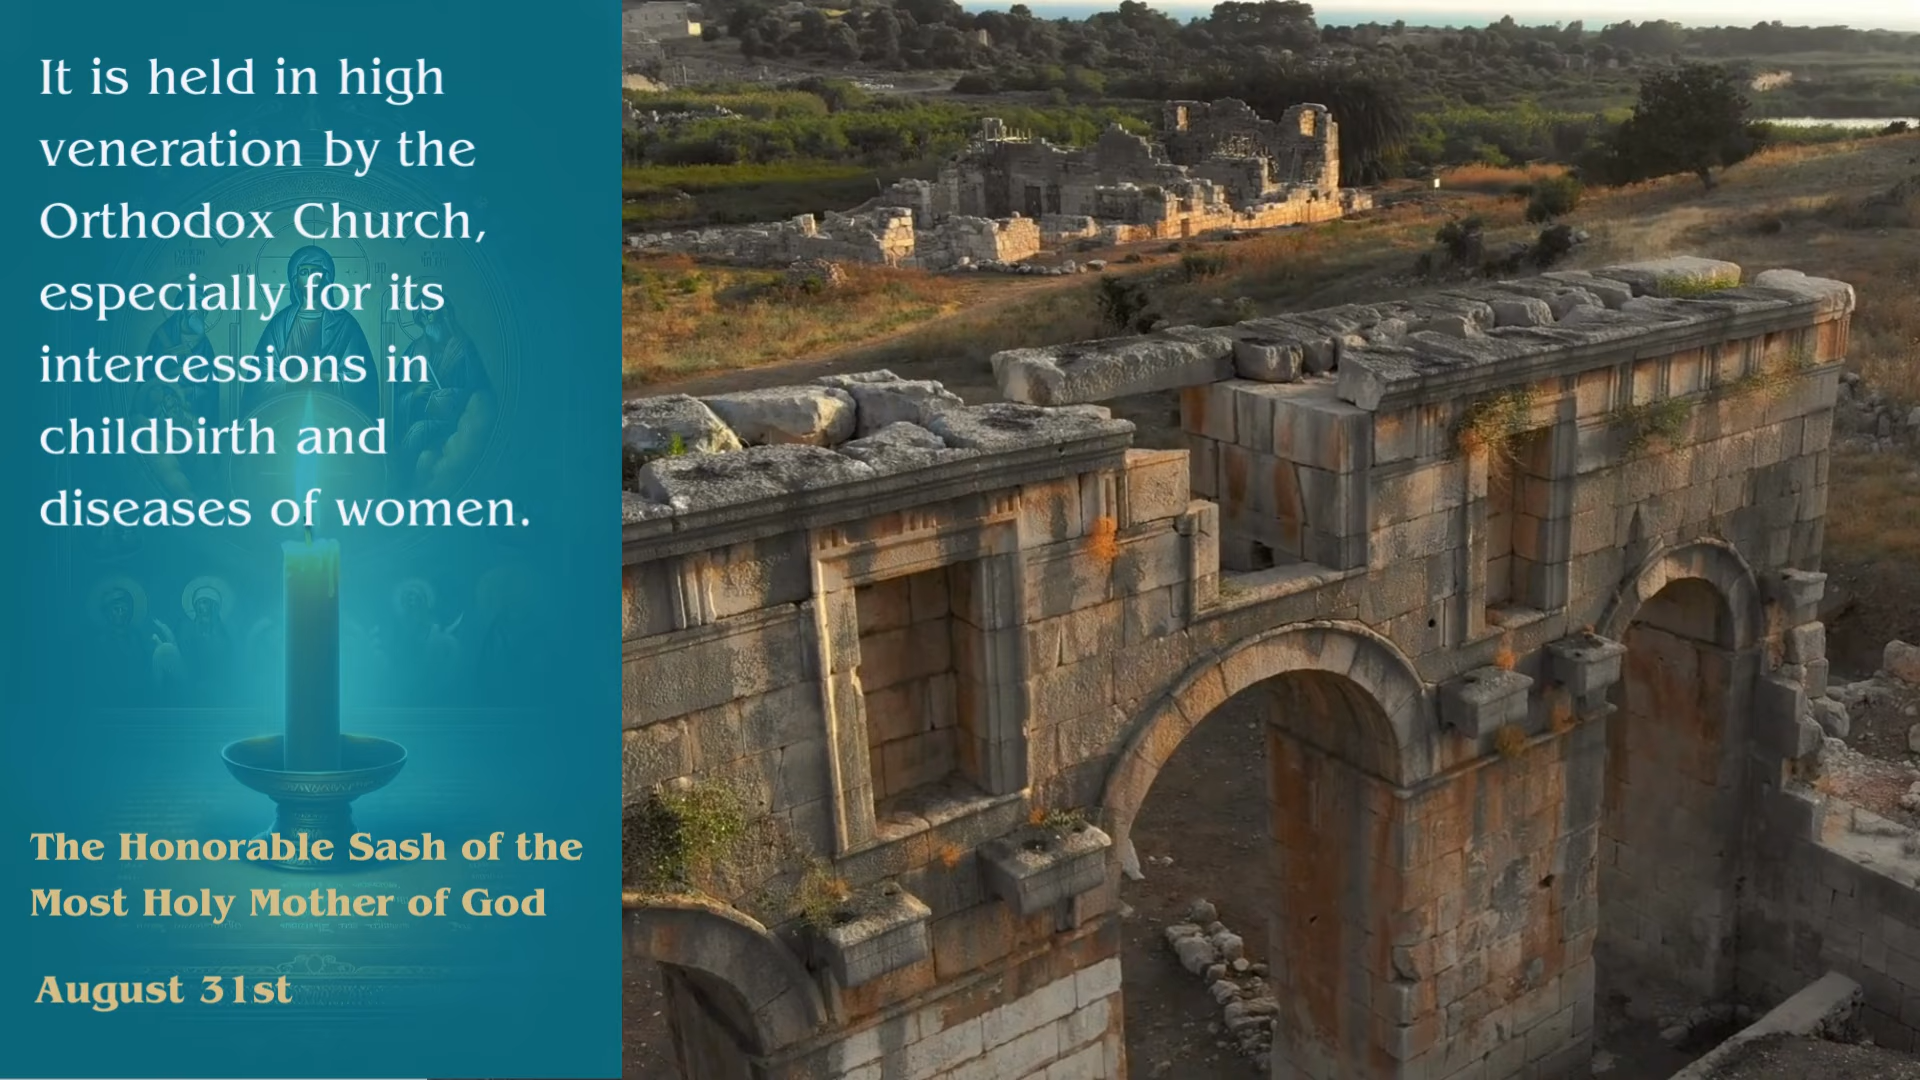 It is held in high
veneration by the
Orthodox Church,
especially for its
intercessions in
childbirth and
diseases of women.
The Honorable Sash of the
Most Holy Mother of God
August 31st